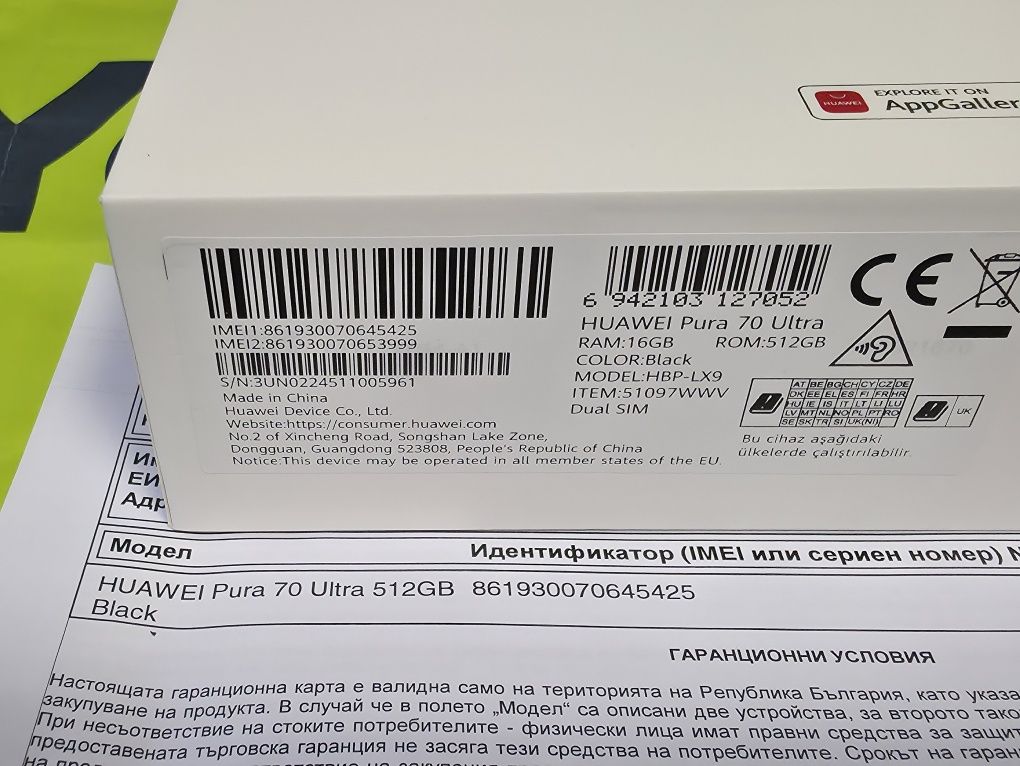 HUAWEI
EXPLORE IT ON
AppGaller
IMEI1:861930070645425
IMEI2:861930070653999
S/N:3UN0224511005961
Made in China
Huawei Device Co., Ltd.
Website:https://consumer.huawei.com
No.2 of Xincheng Road, Songshan Lake Zone,
Dongguan, Guangdong 523808, People's Republic of China
Notice:This device may be operated in all member states of the EU.
6 942103 127052
HUAWEI Pura 70 Ultra
RAM:16GB ROM:512GB
COLOR:Black
MODEL:HBP-LX9
ITEM:51097WWV
Dual SIM
CE
AT BE BG CH CY CZ DE
DK EE EL ES FI FR HR
HU IE IS IT LT LI LU
LV MT NL NO PL PT RO
SE SK TR SI UK(NI)
UK
Bu cihaz aşağıdaki
ülkelerde çalıştırılabilir.
ЕИ
Адр
Модел Идентификатор (IMEI или сериен номер) N
HUAWEI Pura 70 Ultra 512GB 861930070645425
Black
ГАРАНЦИОННИ УСЛОВИЯ
Настоящата гаранционна карта е валидна само на територията на Република България, като указа
закупуване на продукта. В случай че в полето „Модел“ са описани две устройства, за второто тако
При несъответствие на стоките потребителите - физически лица имат правни средства за защит
предоставената търговска гаранция не засяга тези средства на потребителите. Срокът на гаран